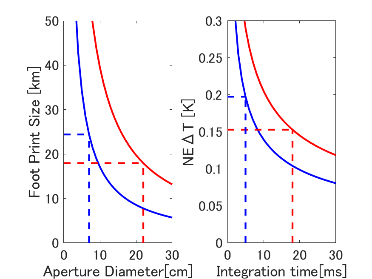 50
40
30
20
10
0
Foot Print Size [km]
0 10 20 30
Aperture Diameter[cm]
0.3
0.25
0.2
0.15
0.1
0.05
0
NEΔT [K]
0 10 20 30
Integration time[ms]